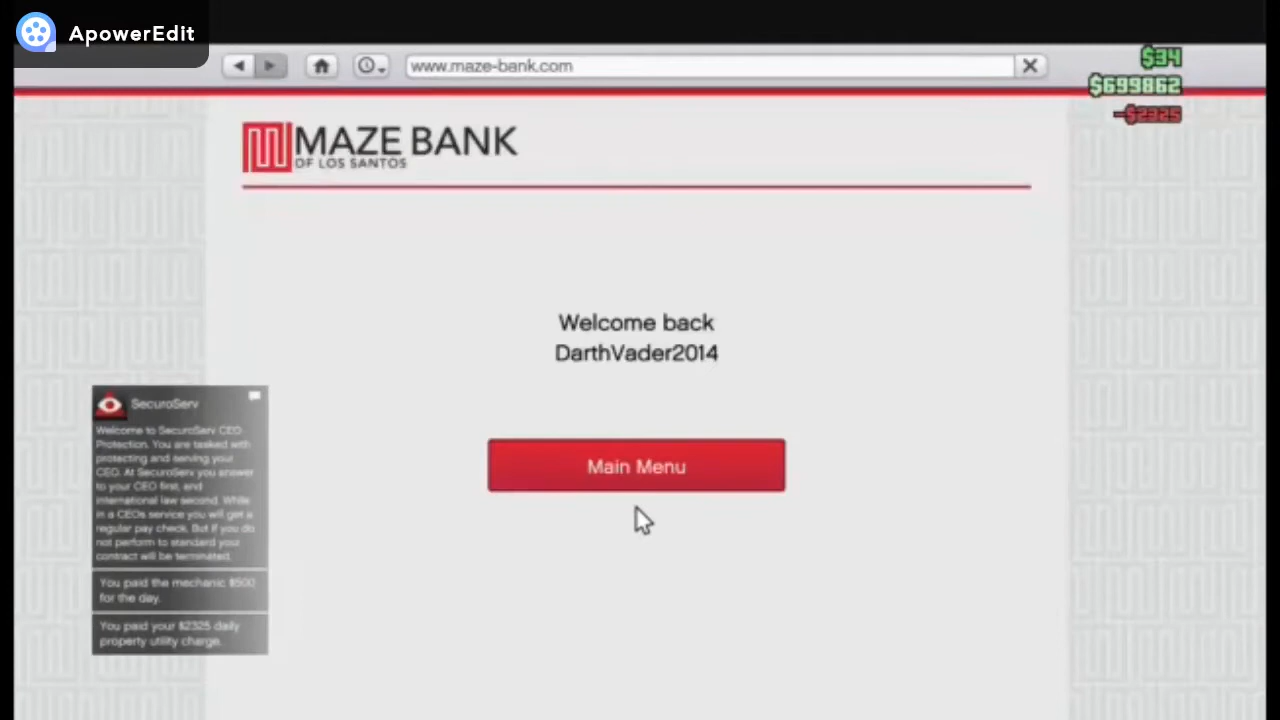 ApowerEdit
www.maze-bank.com
$34
$699862
-$2325
MAZE BANK
OF LOS SANTOS
Welcome back
DarthVader2014
Main Menu
SecuroServ
Welcome to SecuroServ CEO
Protection. You are tasked with
protecting and serving your
CEO. At SecuroServ you answer
to your CEO first, and
international law second. While
in a CEOs service you will get a
regular pay check. But if you do
not perform to standard your
contract will be terminated.
You paid the mechanic $500
for the day.
You paid your $2325 daily
property utility charge.